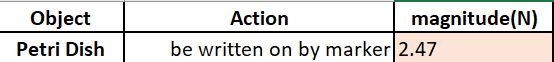 Object Action magnitude(N)
Petri Dish be written on by marker 2.47